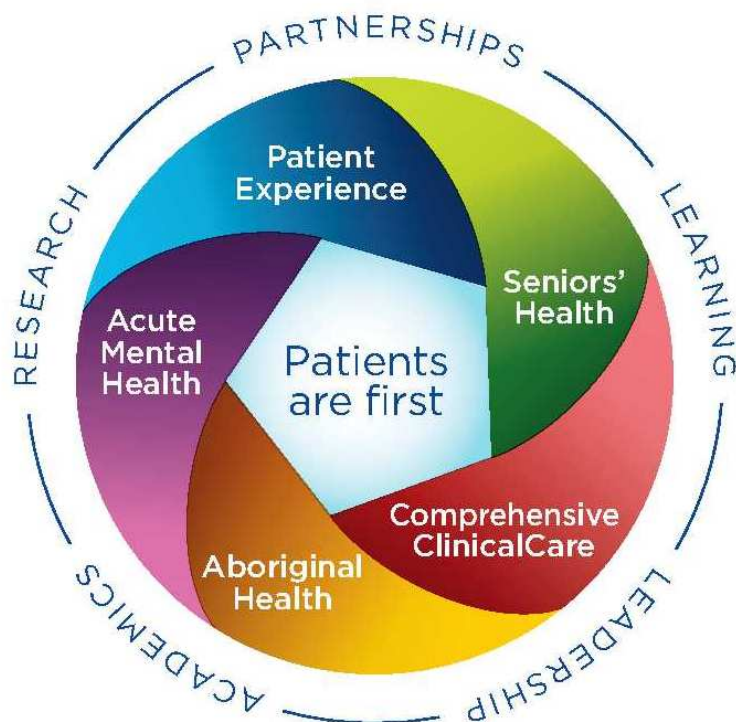 PARTNERSHIPS
LEARNING
LEADERSHIP
ACADEMICS
RESEARCH
Patient
Experience
Seniors'
Health
Comprehensive
ClinicalCare
Aboriginal
Health
Acute
Mental
Health
Patients
are first